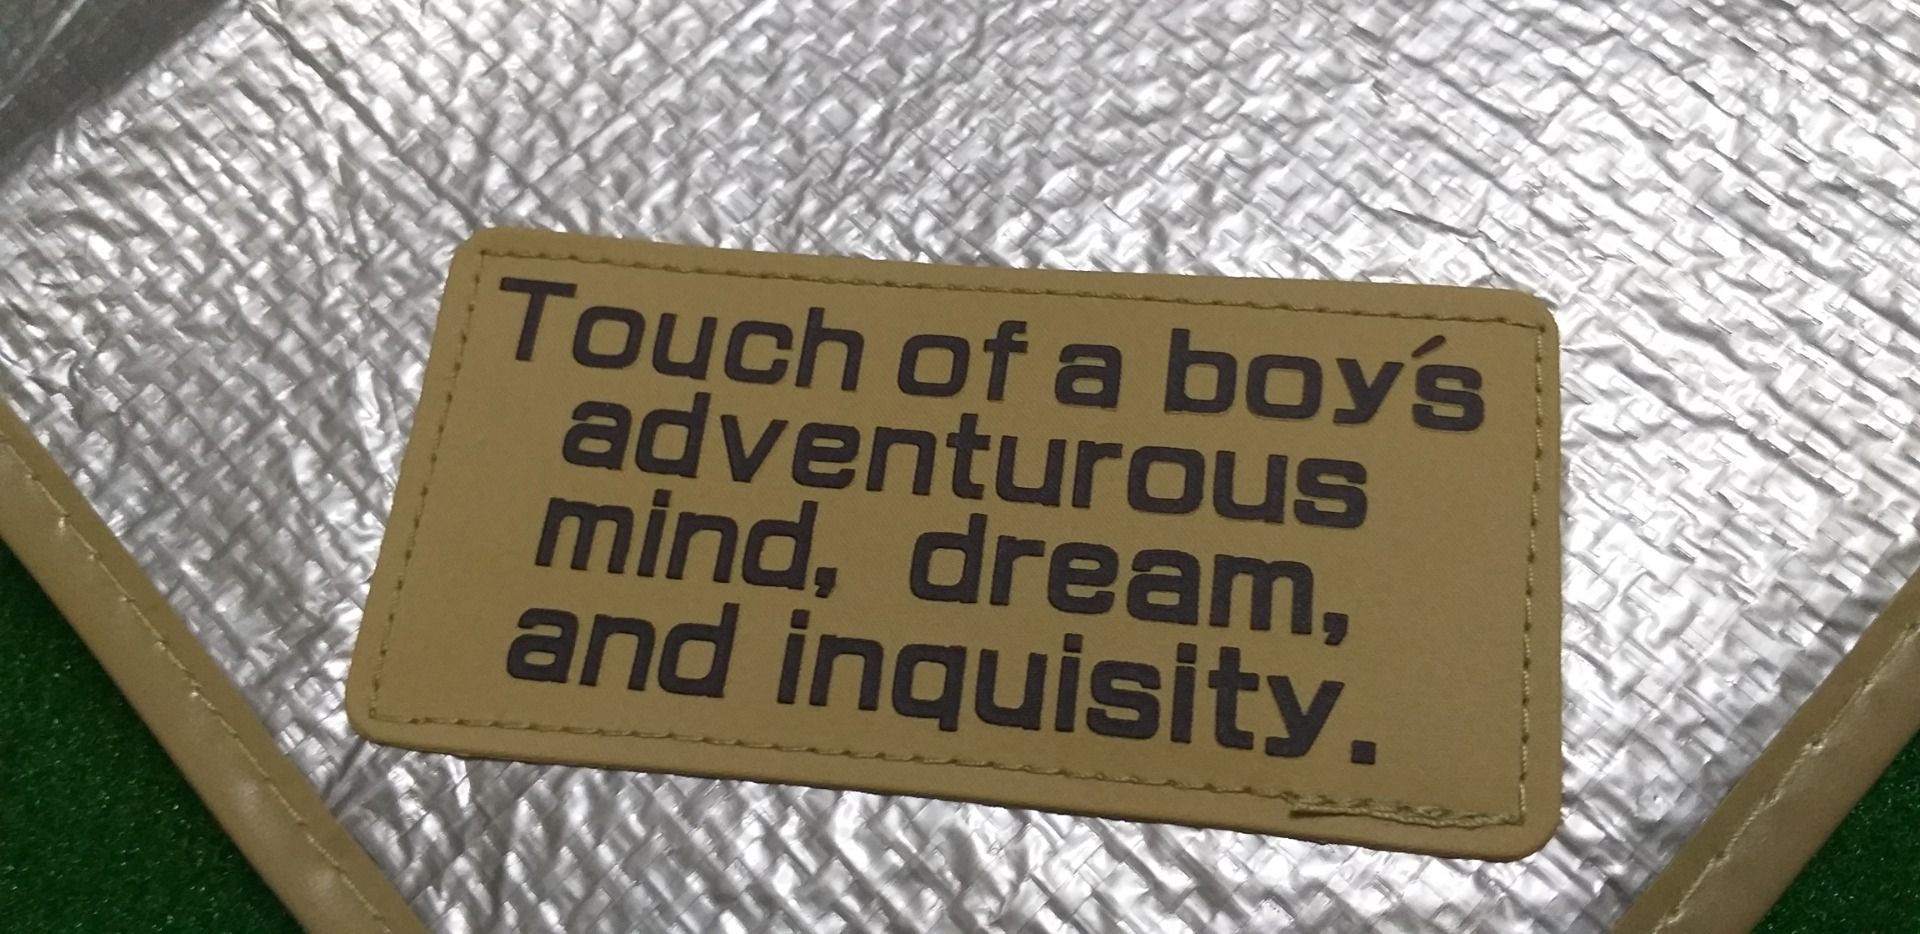 Touch of a boy´s
adventurous
mind, dream,
and inquisity.